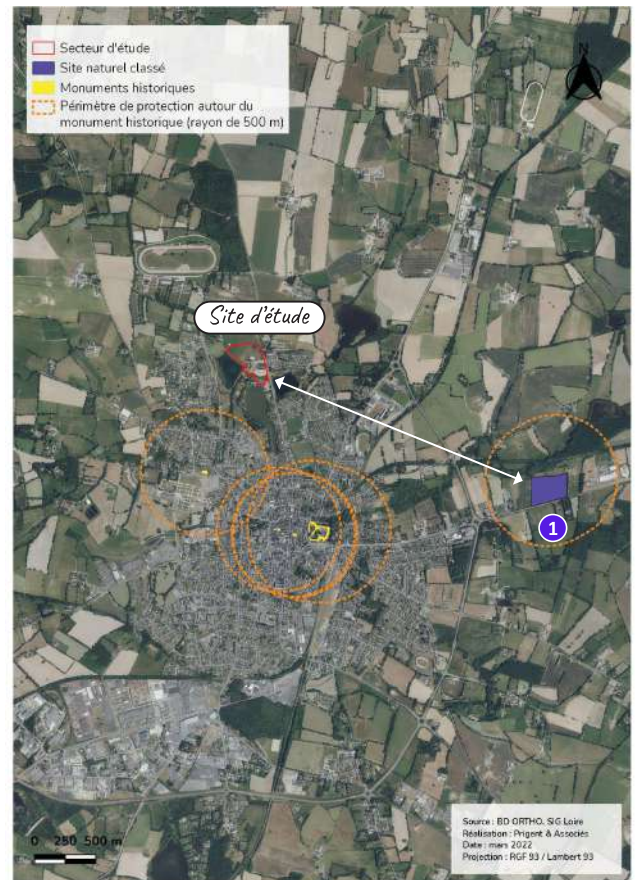 Secteur d'étude
Site naturel classé
Monuments historiques
Périmètre de protection autour du
monument historique (rayon de 500 m)
N
Site d'étude
1
0 250 500 m
Source : BD ORTHO, SIG Loire
Réalisation : Prigent & Associés
Date : mars 2022
Projection : RGF 93 / Lambert 93